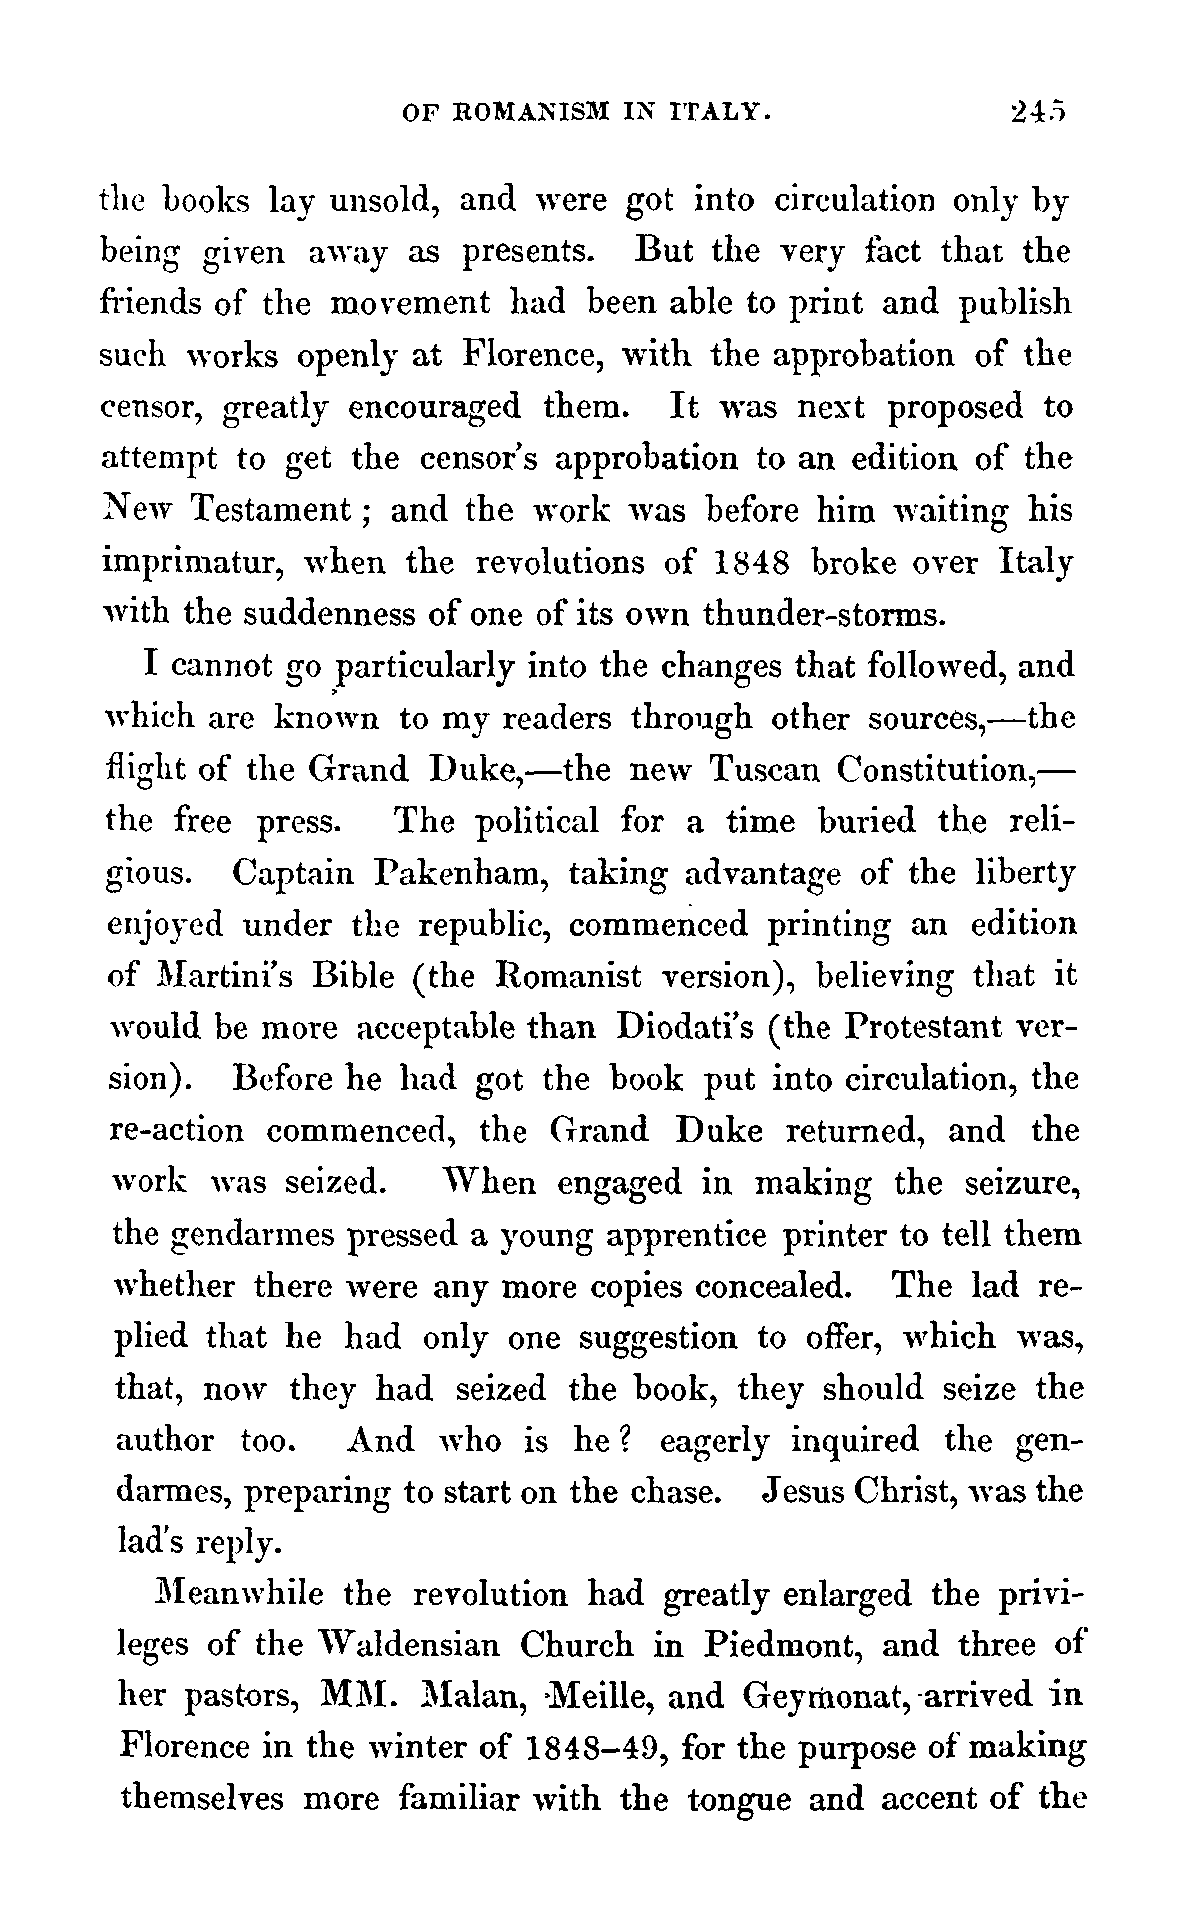 OF ROMANISM IN ITALY. 245
the books lay unsold, and were got into circulation only by
being given away as presents. But the very fact that the
friends of the movement had been able to print and publish
such works openly at Florence, with the approbation of the
censor, greatly encouraged them. It was next proposed to
attempt to get the censor's approbation to an edition of the
New Testament ; and the work was before him waiting his
imprimatur, when the revolutions of 1848 broke over Italy
with the suddenness of one of its own thunder-storms.
I cannot go particularly into the changes that followed, and
which are known to my readers through other sources,—the
flight of the Grand Duke,—the new Tuscan Constitution,—
the free press. The political for a time buried the reli-
gious. Captain Pakenham, taking advantage of the liberty
enjoyed under the republic, commenced printing an edition
of Martini's Bible (the Romanist version), believing that it
would be more acceptable than Diodati's (the Protestant ver-
sion). Before he had got the book put into circulation, the
re-action commenced, the Grand Duke returned, and the
work was seized. When engaged in making the seizure,
the gendarmes pressed a young apprentice printer to tell them
whether there were any more copies concealed. The lad re-
plied that he had only one suggestion to offer, which was,
that, now they had seized the book, they should seize the
author too. And who is he ? eagerly inquired the gen-
darmes, preparing to start on the chase. Jesus Christ, was the
lad's reply.
Meanwhile the revolution had greatly enlarged the privi-
leges of the Waldensian Church in Piedmont, and three of
her pastors, MM. Malan, Meille, and Geymonat, arrived in
Florence in the winter of 1848–49, for the purpose of making
themselves more familiar with the tongue and accent of the